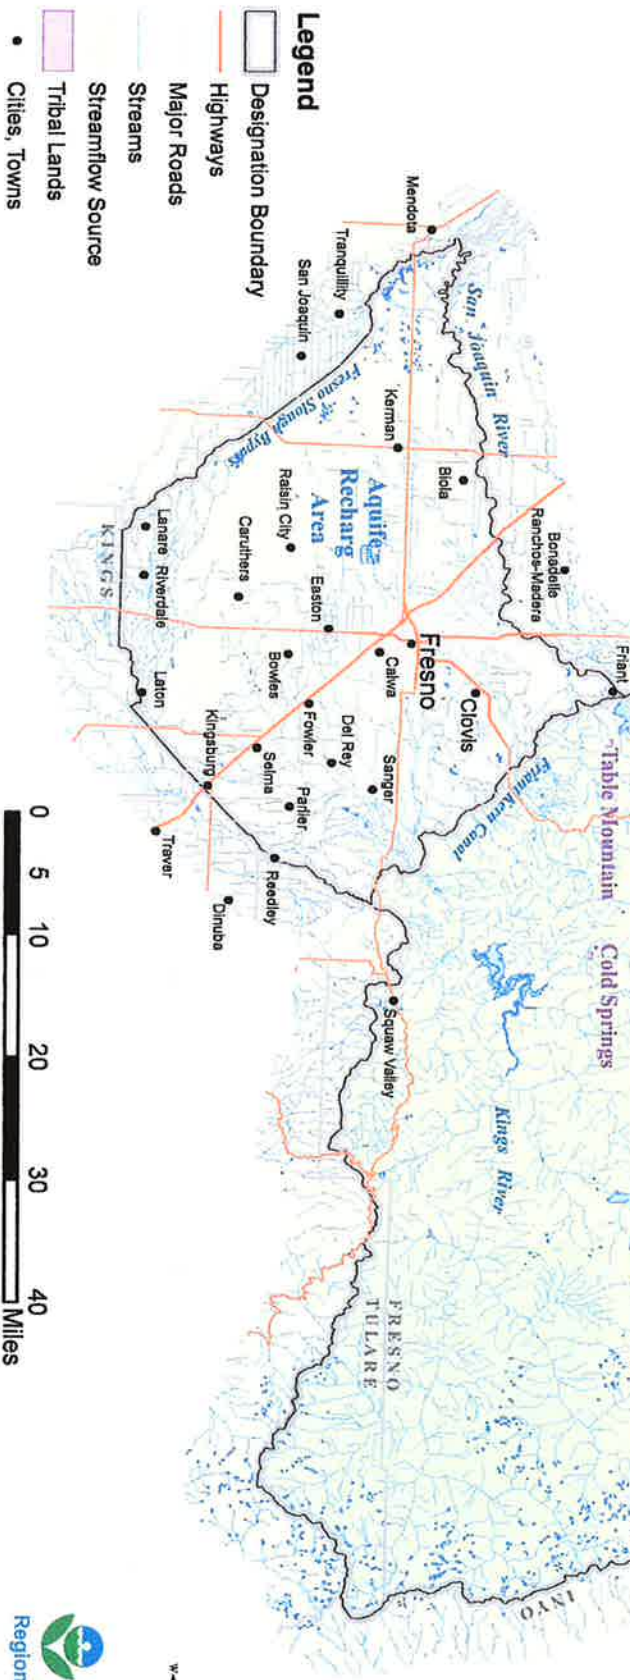 Legend
Designation Boundary
Highways
Major Roads
Streams
Streamflow Source
Tribal Lands
Cities, Towns
Mendota
Tranquillity
San Joaquin
San Joaquin River
Fresno Slough Bypass
Kerman
Biola
Aquifer
Recharg
Area
Raisin City
Caruthers
Lanare
Riverdale
KINGS
Bonadelle
Ranchos-Madera
Easton
Fresno
Calwa
Clovis
Friant
Bowles
Fowler
Laton
Kingsburg
Selma
Del Rey
Parlier
Sanger
Traver
Reedley
Dinuba
Friant Kern Canal
Table Mountain
Cold Springs
Squaw Valley
Kings River
FRESNO
TULARE
INYO
0 5 10 20 30 40
Miles
Region